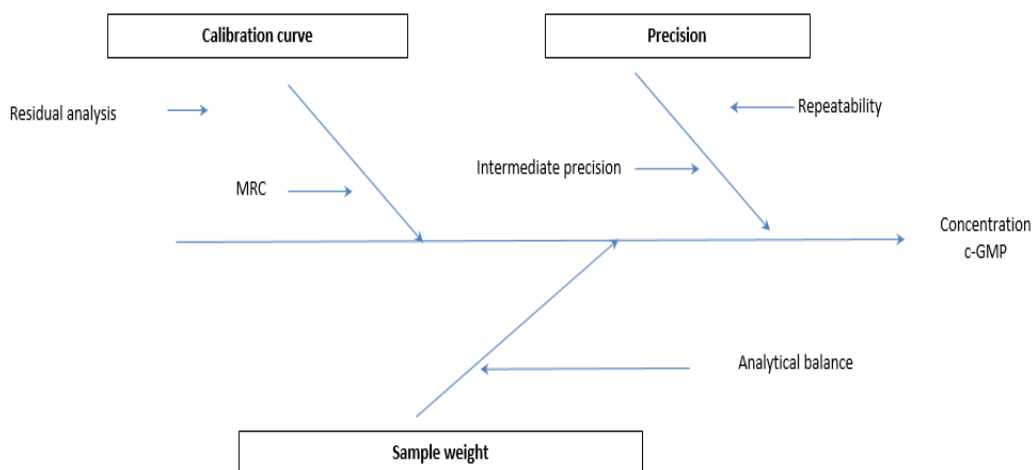 Calibration curve
Precision
Residual analysis
Repeatability
Intermediate precision
MRC
Concentration
c-GMP
Analytical balance
Sample weight